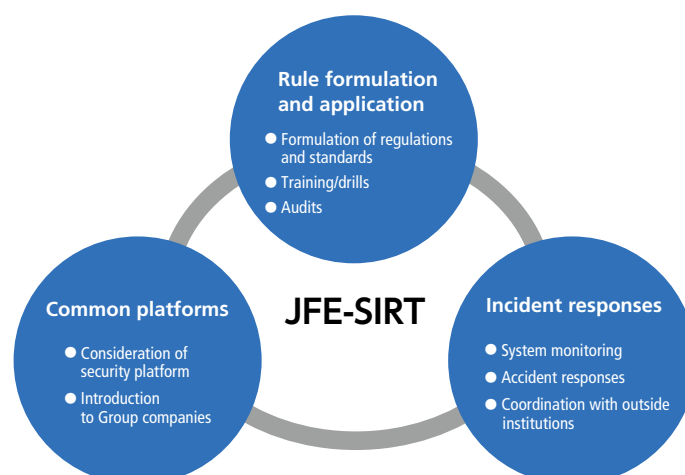 Rule formulation
and application
● Formulation of regulations
and standards
● Training/drills
● Audits
JFE-SIRT
Common platforms
● Consideration of
security platform
● Introduction
to Group companies
Incident responses
● System monitoring
● Accident responses
● Coordination with outside
institutions